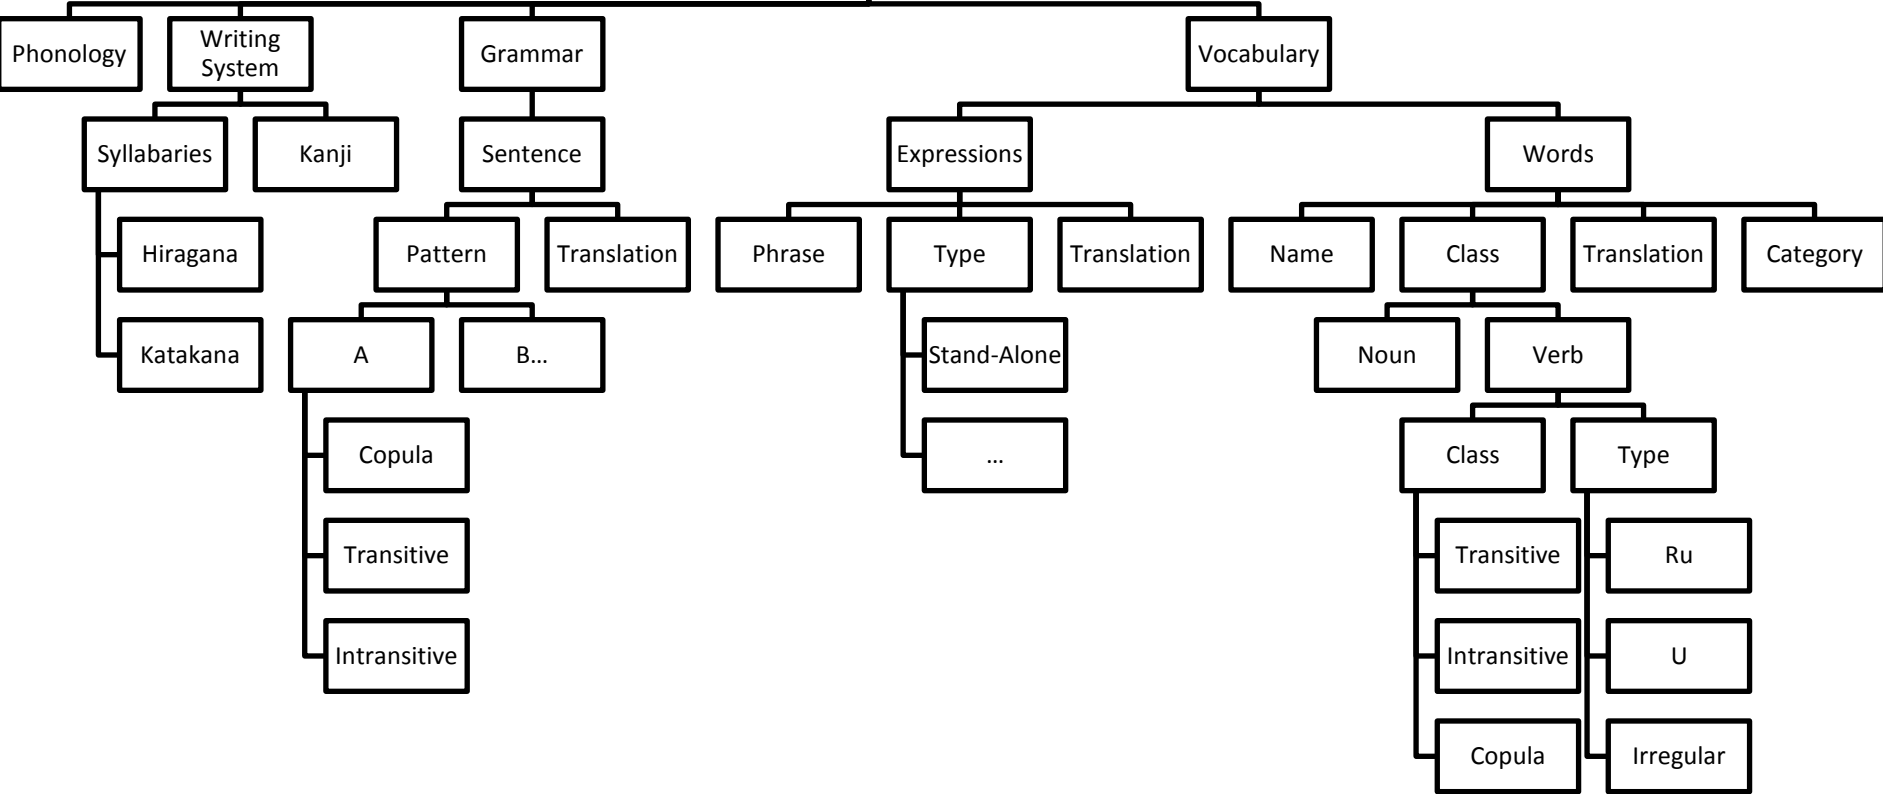 Phonology
Writing
System
Grammar
Vocabulary
Syllabaries
Kanji
Sentence
Expressions
Words
Hiragana
Pattern
Translation
Phrase
Type
Translation
Name
Class
Translation
Category
Katakana
A
B...
Stand-Alone
Noun
Verb
Copula
...
Class
Type
Transitive
Transitive
Ru
Intransitive
Intransitive
U
Copula
Irregular